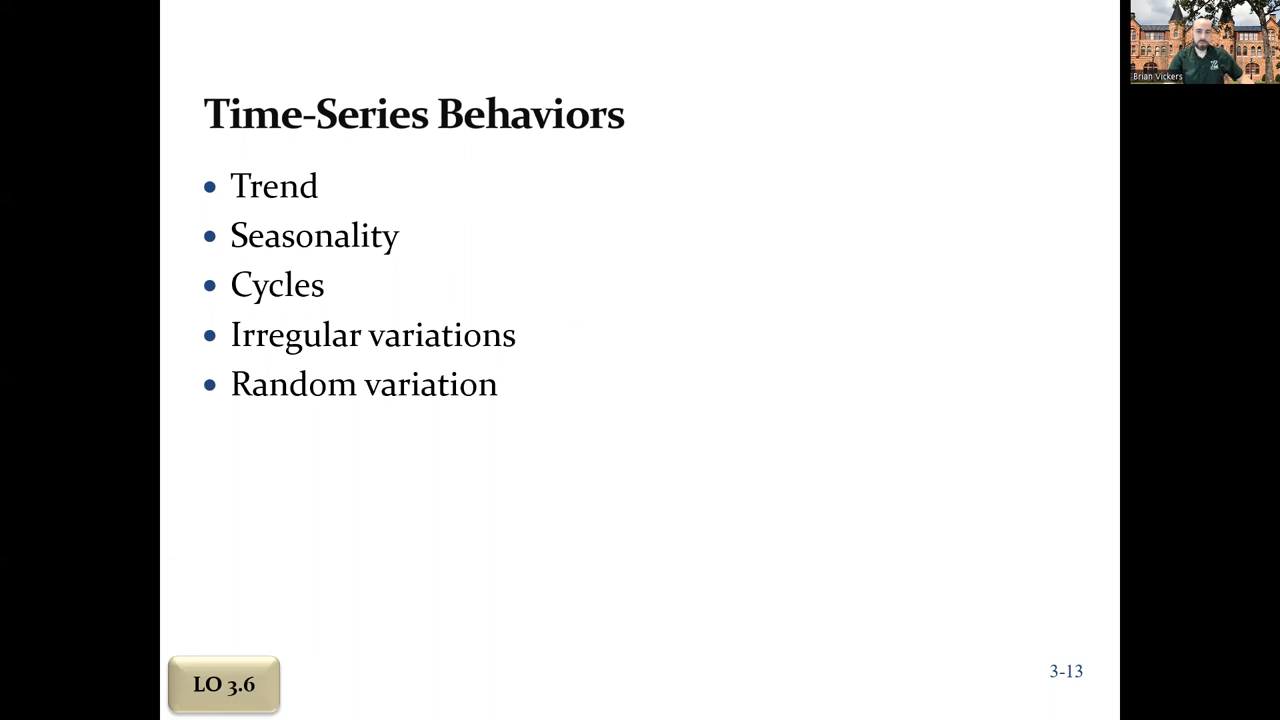 Brian Vickers
Time-Series Behaviors
• Trend
• Seasonality
• Cycles
• Irregular variations
• Random variation
LO 3.6
3-13